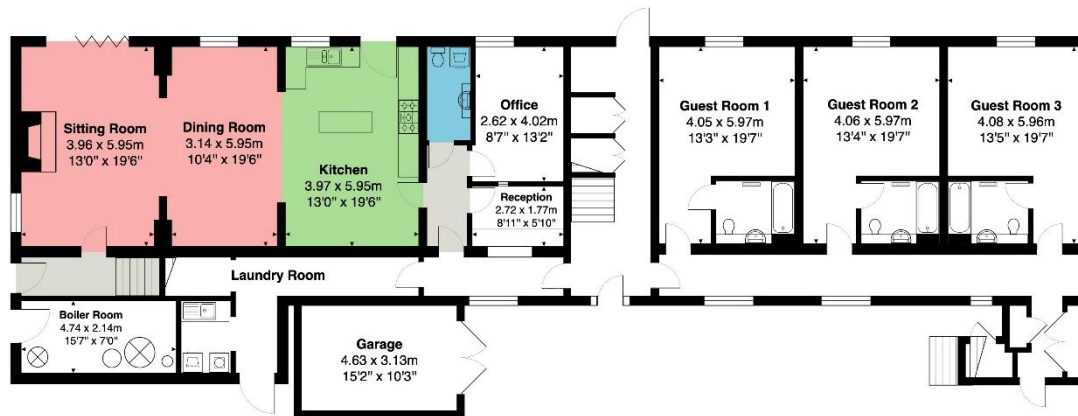 Sitting Room
3.96 x 5.95m
13'0" x 19'6"
Dining Room
3.14 x 5.95m
10'4" x 19'6"
Kitchen
3.97 x 5.95m
13'0" x 19'6"
Office
2.62 x 4.02m
8'7" x 13'2"
Reception
2.72 x 1.77m
8'11" x 5'10"
Guest Room 1
4.05 x 5.97m
13'3" x 19'7"
Guest Room 2
4.06 x 5.97m
13'4" x 19'7"
Guest Room 3
4.08 x 5.96m
13'5" x 19'7"
Laundry Room
Boiler Room
4.74 x 2.14m
15'7" x 7'0"
Garage
4.63 x 3.13m
15'2" x 10'3"